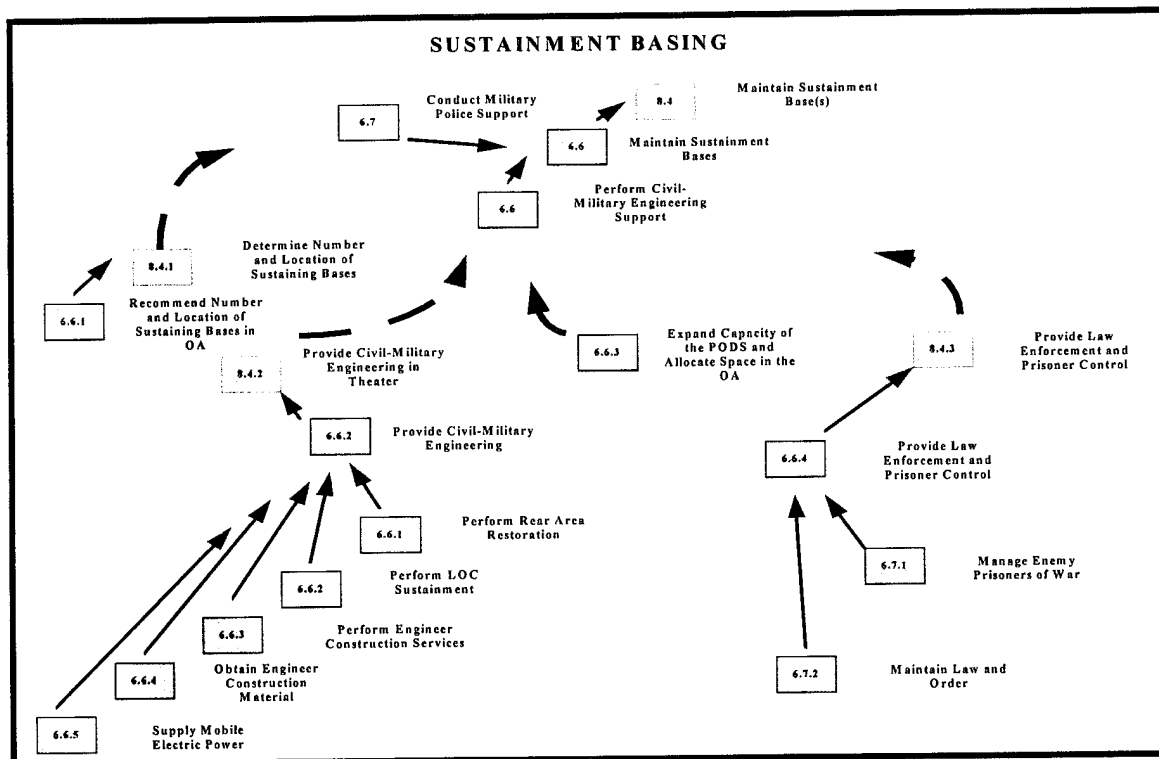 SUSTAINMENT BASING
Conduct Military
Police Support
6.7
8.4
Maintain Sustainment
Base(s)
6.6
Maintain Sustainment
Bases
6.6
Perform Civil-
Military Engineering
Support
8.4.1
Determine Number
and Location of
Sustaining Bases
6.6.1
Recommend Number
and Location of
Sustaining Bases in
OA
8.4.2
Provide Civil-Military
Engineering in
Theater
6.6.3
Expand Capacity of
the PODS and
Allocate Space in the
OA
8.4.3
Provide Law
Enforcement and
Prisoner Control
6.6.2
Provide Civil-Military
Engineering
6.6.4
Provide Law
Enforcement and
Prisoner Control
6.6.1
Perform Rear Area
Restoration
6.7.1
Manage Enemy
Prisoners of War
6.6.2
Perform LOC
Sustainment
6.6.3
Perform Engineer
Construction Services
6.6.4
Obtain Engineer
Construction
Material
6.7.2
Maintain Law and
Order
6.6.5
Supply Mobile
Electric Power